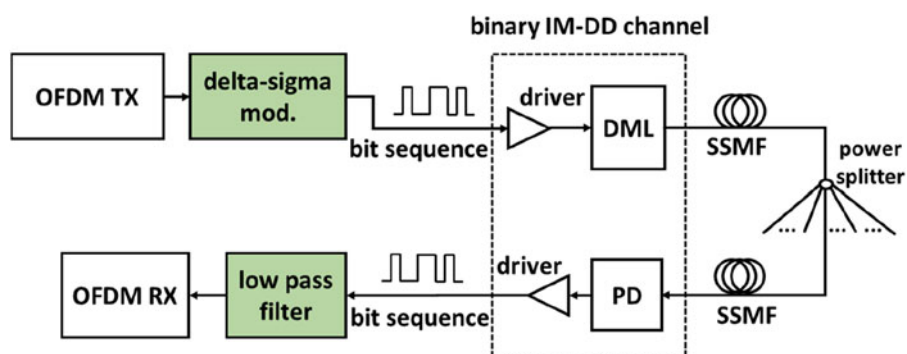 binary IM-DD channel
OFDM TX
delta-sigma
mod.
bit sequence
driver
DML
SSMF
power
splitter
... ...
OFDM RX
low pass
filter
bit sequence
driver
PD
SSMF